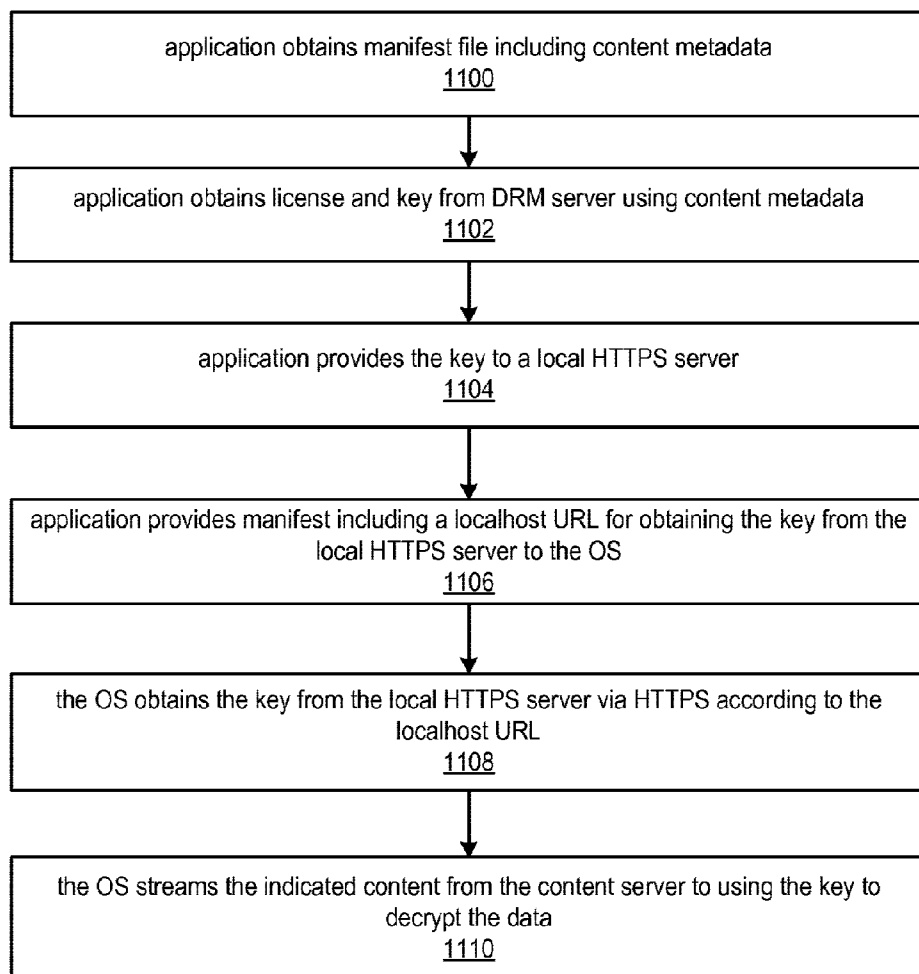 application obtains manifest file including content metadata
1100
application obtains license and key from DRM server using content metadata
1102
application provides the key to a local HTTPS server
1104
application provides manifest including a localhost URL for obtaining the key from the
local HTTPS server to the OS
1106
the OS obtains the key from the local HTTPS server via HTTPS according to the
localhost URL
1108
the OS streams the indicated content from the content server to using the key to
decrypt the data
1110